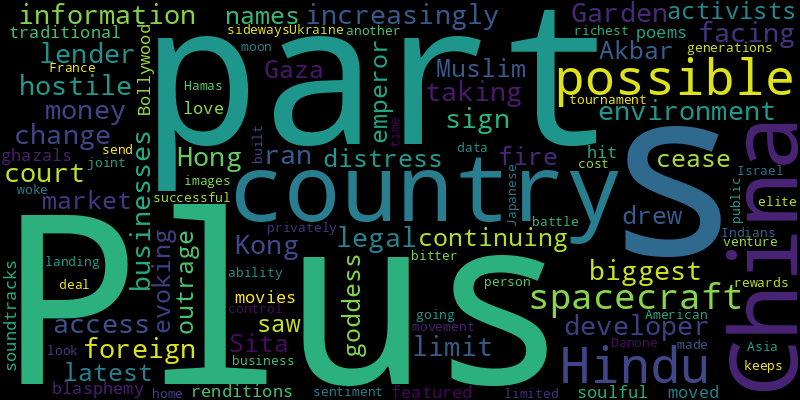 information
names
increasingly
Garden
activists
traditional
sideways
Ukraine
another
richest
poems
facing
lender
moon
generations
France
Bollywood
part
Gaza
Muslim
Akbar
hostile
Hamas
emperor
possible
money
love
taking
tournament
environment
change
sign
time
built
ghazals
send
joint
Hong
ran
distress
data
fire
hit
cost
cease
court
businesses
images
country
s
Israel
woke
market
successful
Japanese
drew
public
elite
china
privately
battle
Indians
Kong
legal
continuing
venture
Plus
bitter
landing
evoking
outrage
ability
goddess
person
biggest
rewards
deal
movies
spacecraft
soundtracks
control
going
American
access
saw
movement
developer
foreign
look
Sita
limit
Danone
made
Asia
business
Hindu
latest
keeps
blasphemy
home
renditions
sentiment
featured
limited
soulful
moved